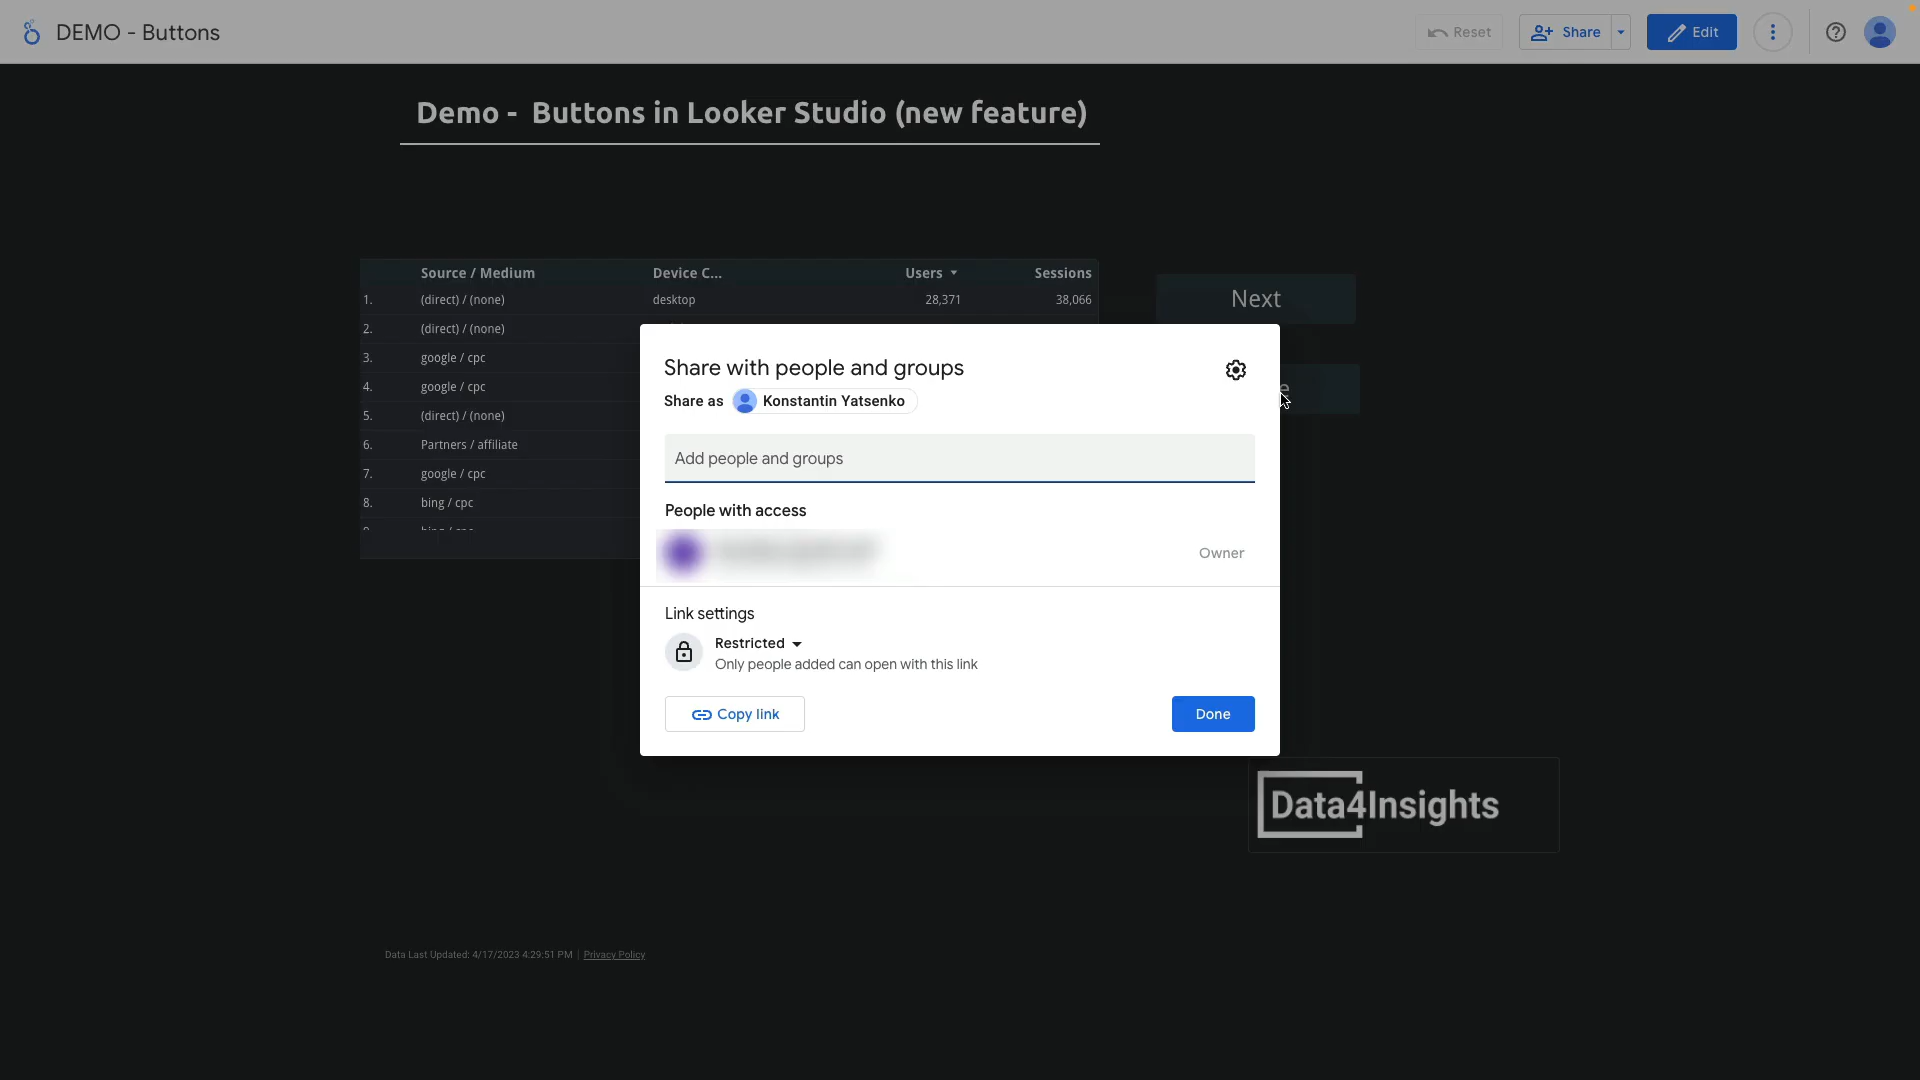 DEMO - Buttons
Reset
Share
Edit
Demo - Buttons in Looker Studio (new feature)
Source / Medium Device C... Users Sessions
1. (direct) / (none) desktop 28,371 38,066
2. (direct) / (none)
3. google / cpc
4. google / cpc
5. (direct) / (none)
6. Partners / affiliate
7. google / cpc
8. bing / cpc
Next
Share with people and groups
Share as Konstantin Yatsenko
Add people and groups
People with access
Owner
Link settings
Restricted
Only people added can open with this link
Copy link
Done
Data4Insights
Data Last Updated: 4/17/2023 4:29:51 PM | Privacy Policy